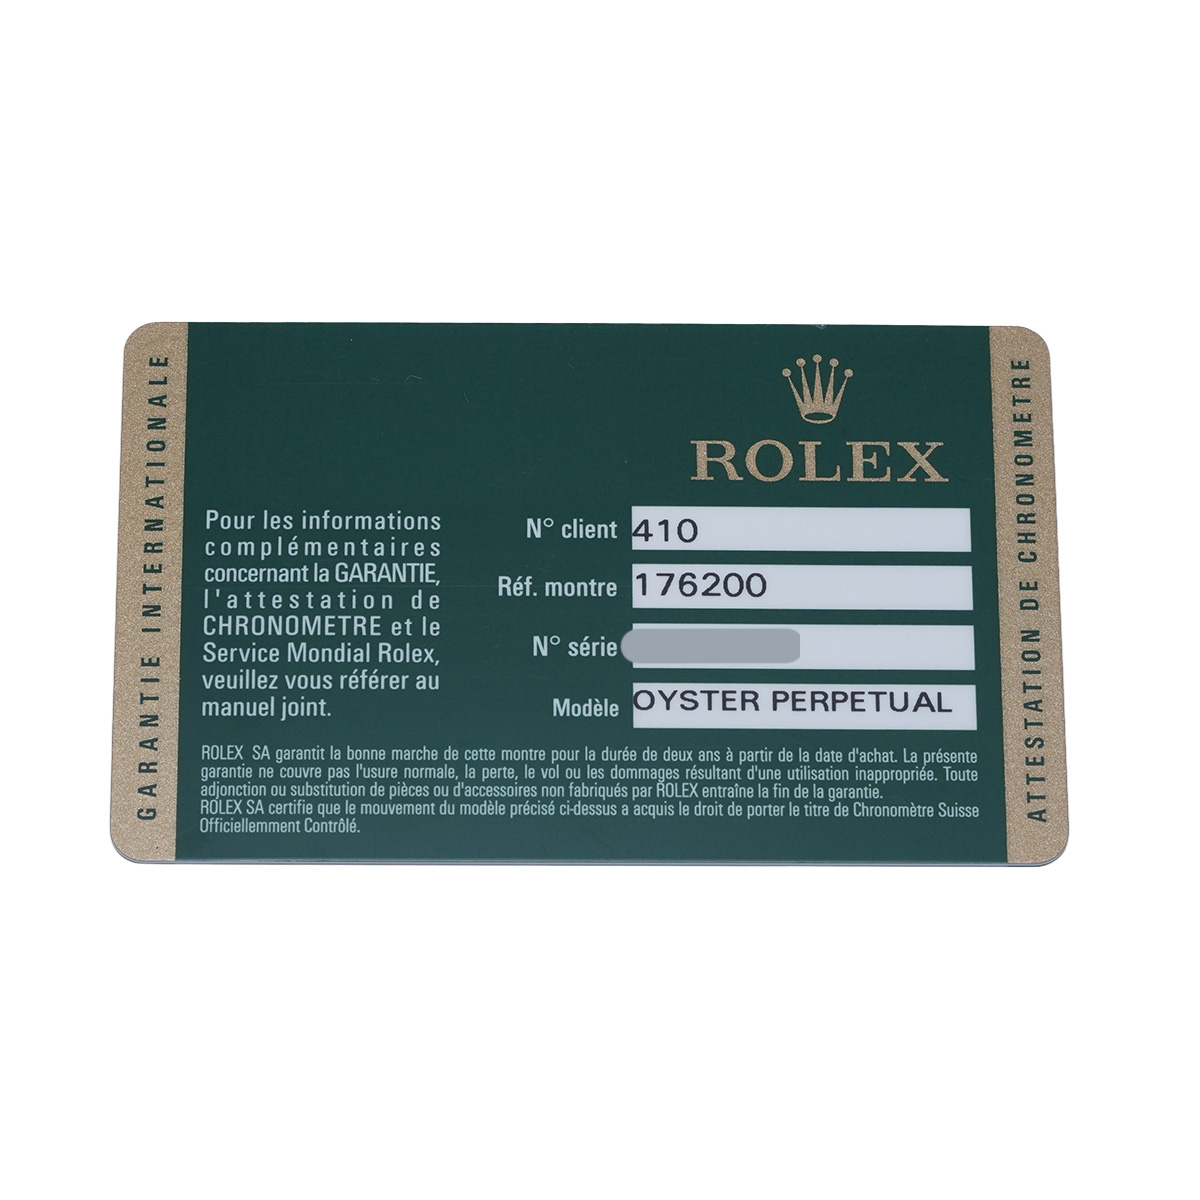 GARANTIE INTERNATIONALE
ROLEX
Pour les informations
complémentaires
concernant la GARANTIE,
l'attestation de
CHRONOMETRE et le
Service Mondial Rolex,
veuillez vous référer au
manuel joint.
N° client 410
Réf. montre 176200
N° série
Modèle OYSTER PERPETUAL
ROLEX SA garantit la bonne marche de cette montre pour la durée de deux ans à partir de la date d'achat. La présente
garantie ne couvre pas l'usure normale, la perte, le vol ou les dommages résultant d'une utilisation inappropriée. Toute
adjonction ou substitution de pièces ou d'accessoires non fabriqués par ROLEX entraîne la fin de la garantie.
ROLEX SA certifie que le mouvement du modèle précisé ci-dessus a acquis le droit de porter le titre de Chronomètre Suisse
Officiellemment Contrôlé.
ATTESTATION DE CHRONOMETRE